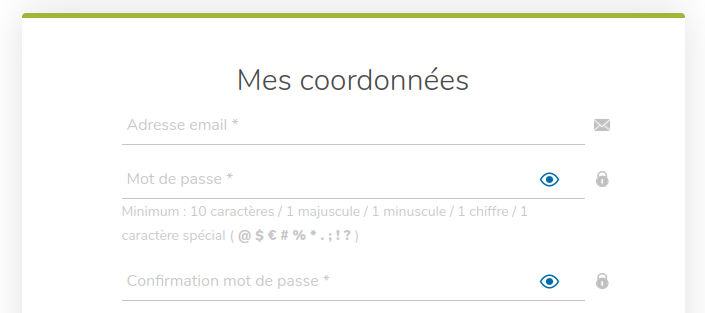 Mes coordonnées
Adresse email *
Mot de passe *
Minimum : 10 caractères / 1 majuscule / 1 minuscule / 1 chiffre / 1
caractère spécial ( @ $ € # % * . ; ! ? )
Confirmation mot de passe *